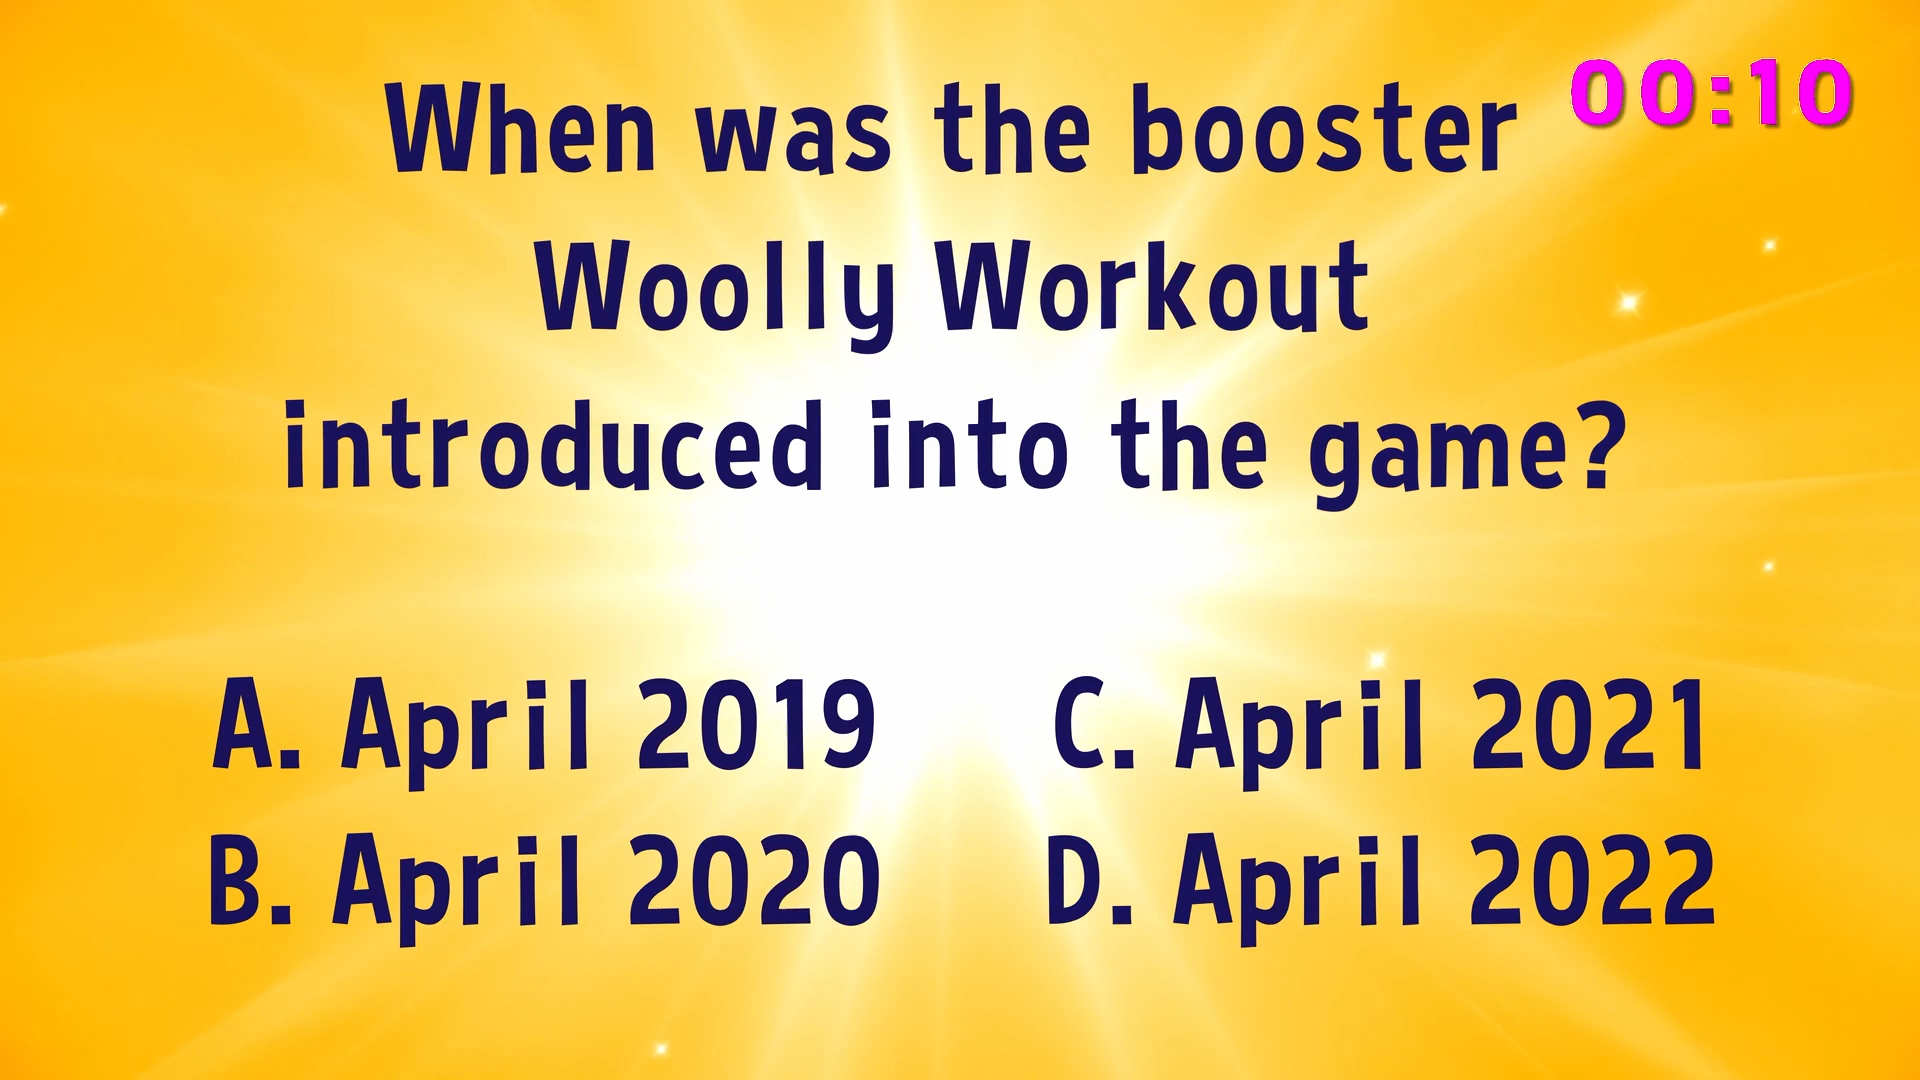 When was the booster
00:10
Woolly Workout
introduced into the game?
A. April 2019
B. April 2020
C. April 2021
D. April 2022